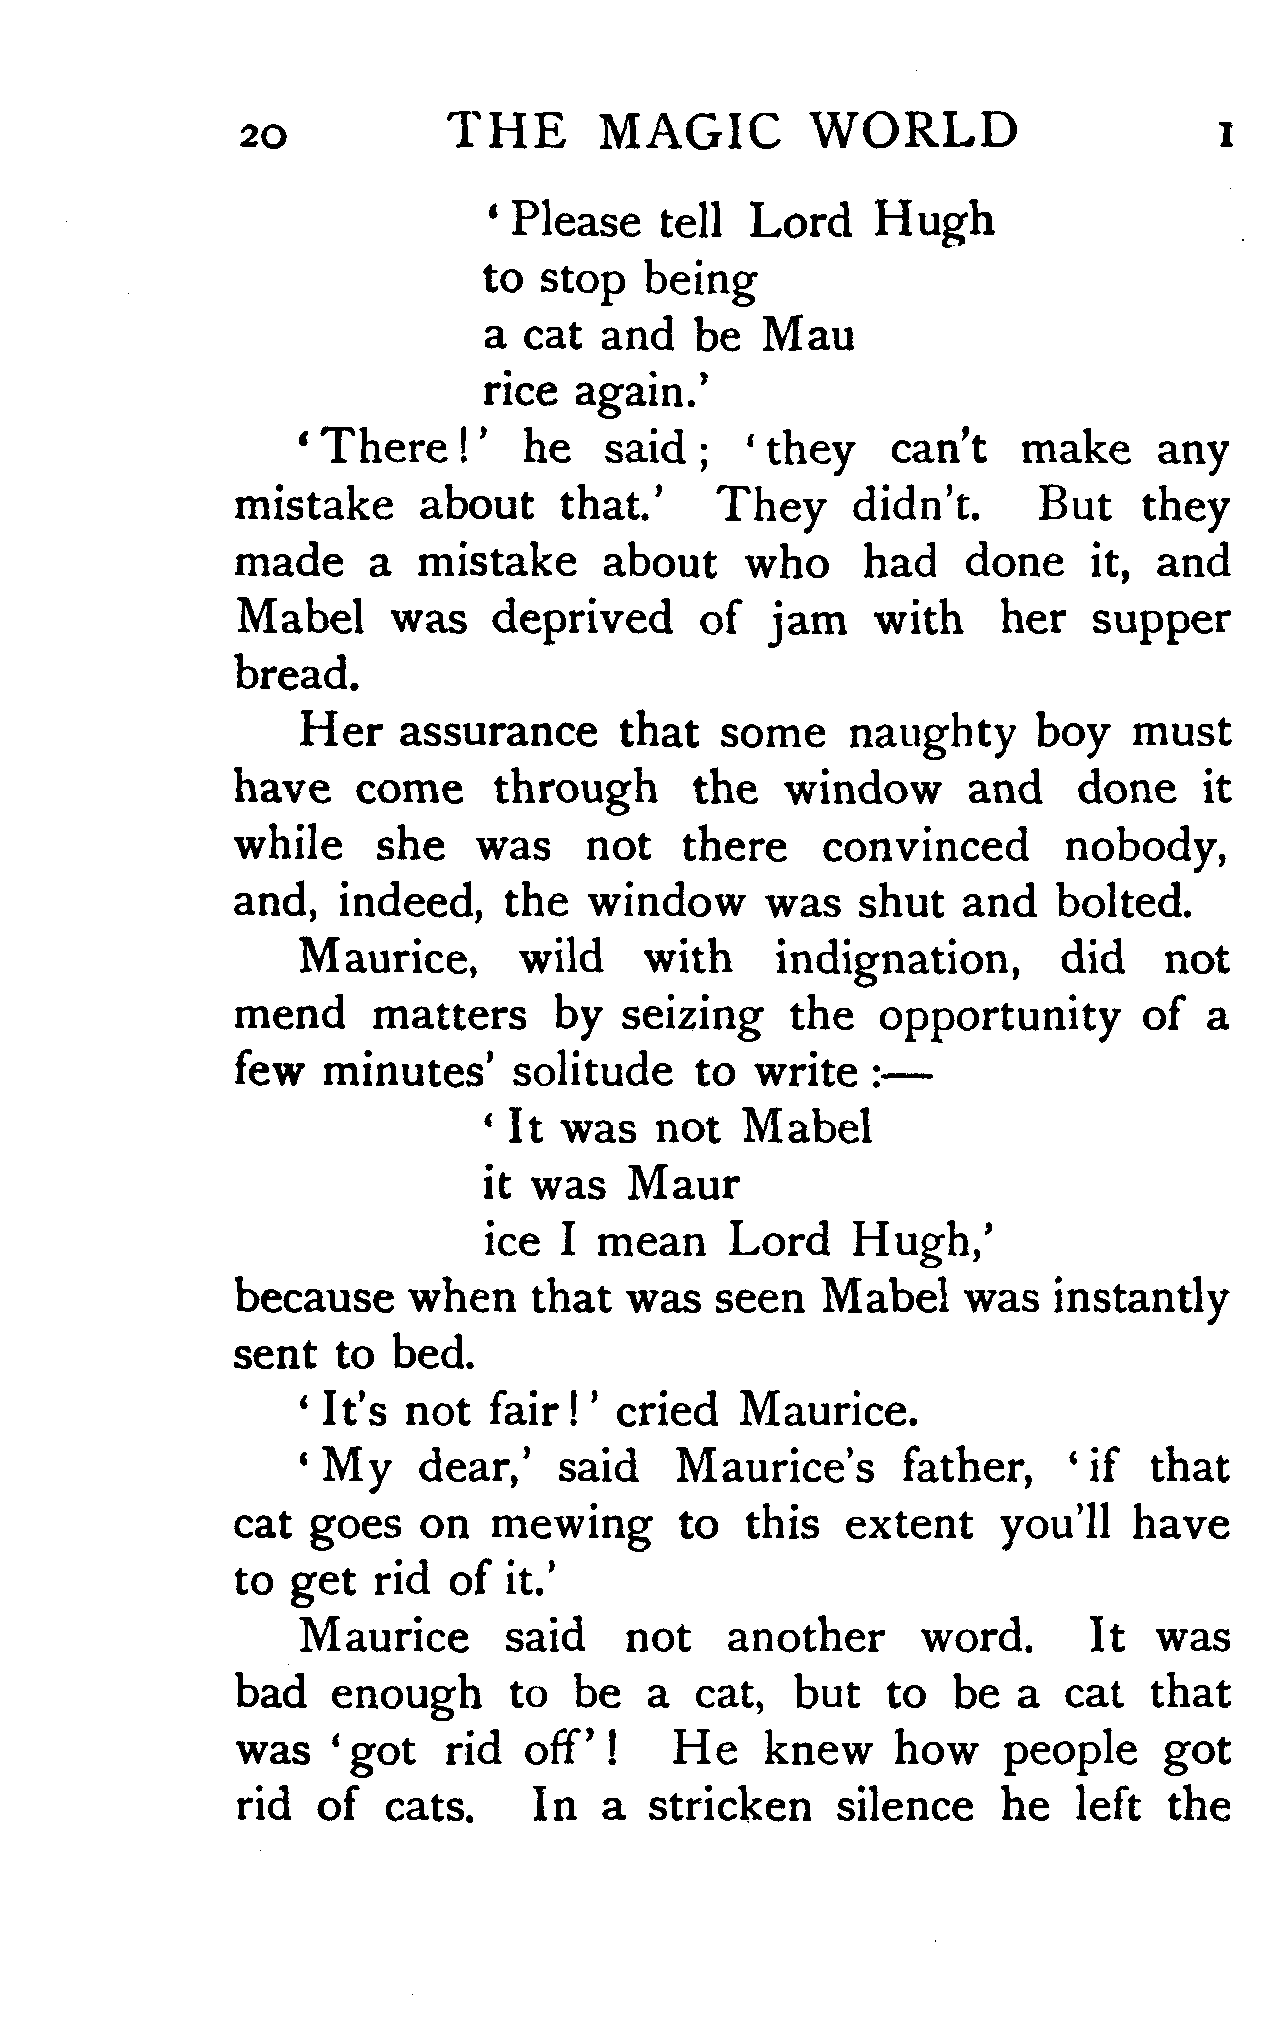 20 THE MAGIC WORLD I
‘Please tell Lord Hugh
to stop being
a cat and be Mau
rice again.’
‘There!’ he said; ‘they can't make any
mistake about that.’ They didn't. But they
made a mistake about who had done it, and
Mabel was deprived of jam with her supper
bread.
Her assurance that some naughty boy must
have come through the window and done it
while she was not there convinced nobody,
and, indeed, the window was shut and bolted.
Maurice, wild with indignation, did not
mend matters by seizing the opportunity of a
few minutes' solitude to write:—
‘It was not Mabel
it was Maur
ice I mean Lord Hugh,’
because when that was seen Mabel was instantly
sent to bed.
‘It's not fair!’ cried Maurice.
‘My dear,’ said Maurice's father, ‘if that
cat goes on mewing to this extent you'll have
to get rid of it.’
Maurice said not another word. It was
bad enough to be a cat, but to be a cat that
was ‘got rid off’! He knew how people got
rid of cats. In a stricken silence he left the